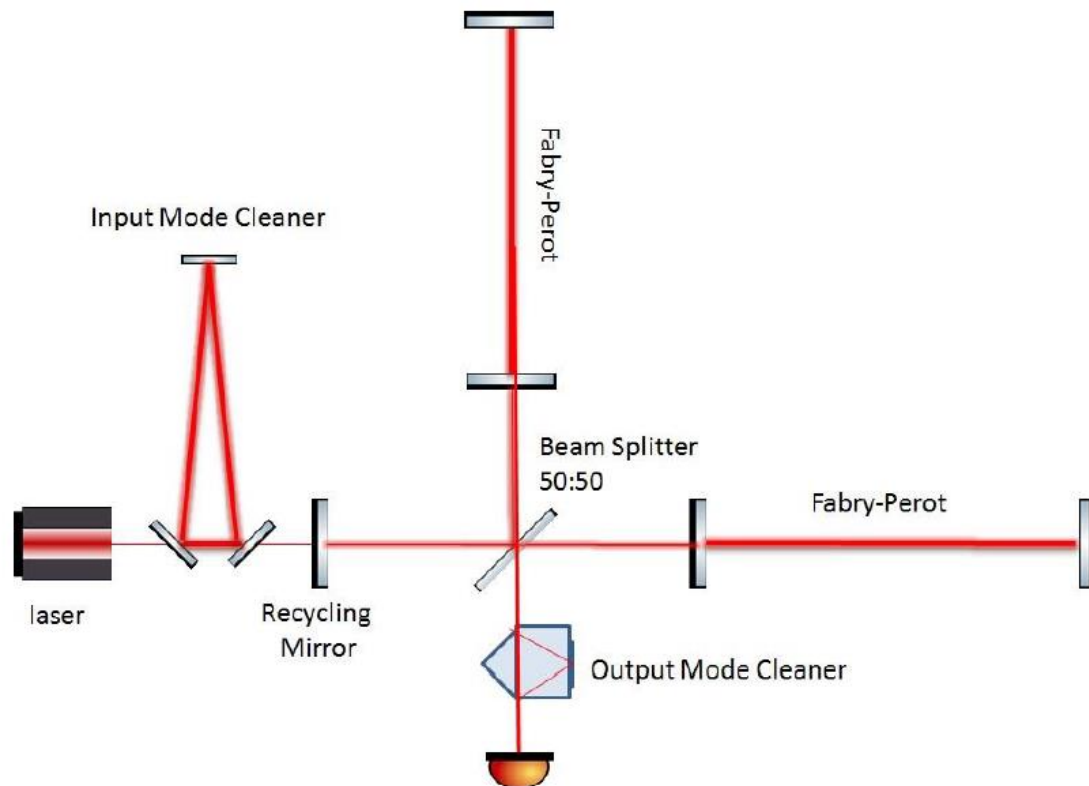 Fabry-Perot
Input Mode Cleaner
Beam Splitter
50:50
Fabry-Perot
laser
Recycling
Mirror
Output Mode Cleaner